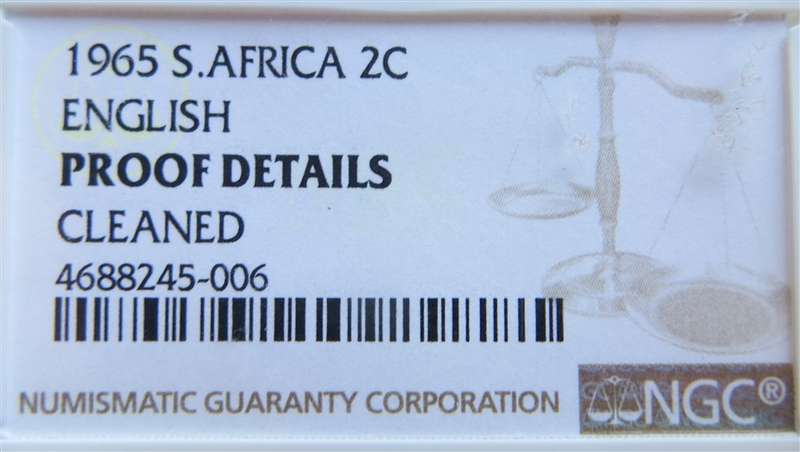 1965 S.AFRICA 2C
ENGLISH
PROOF DETAILS
CLEANED
4688245-006
NUMISMATIC GUARANTY CORPORATION
NGC®